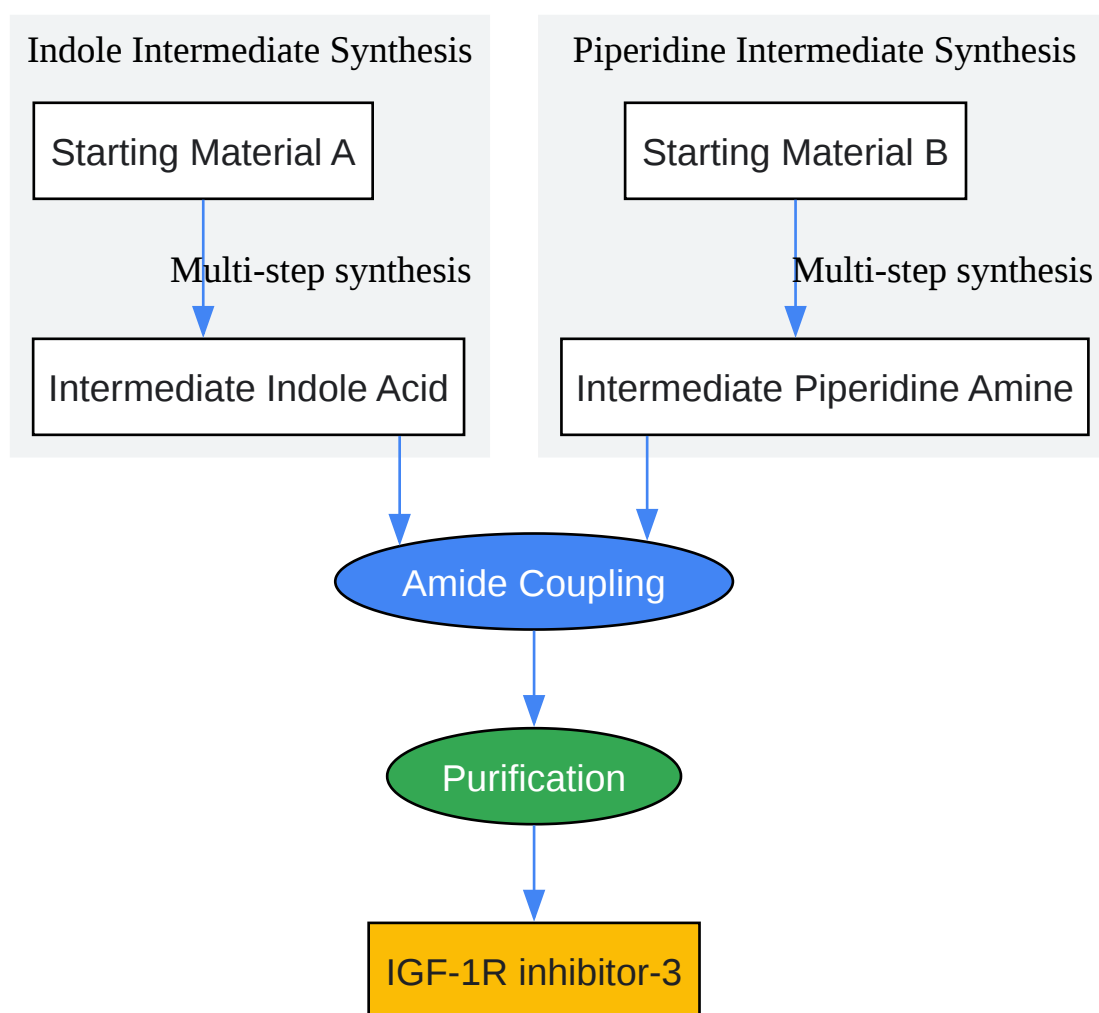 Indole Intermediate Synthesis
Piperidine Intermediate Synthesis
Starting Material A
Starting Material B
Multi-step synthesis
Multi-step synthesis
Intermediate Indole Acid
Intermediate Piperidine Amine
Amide Coupling
Purification
IGF-1R inhibitor-3